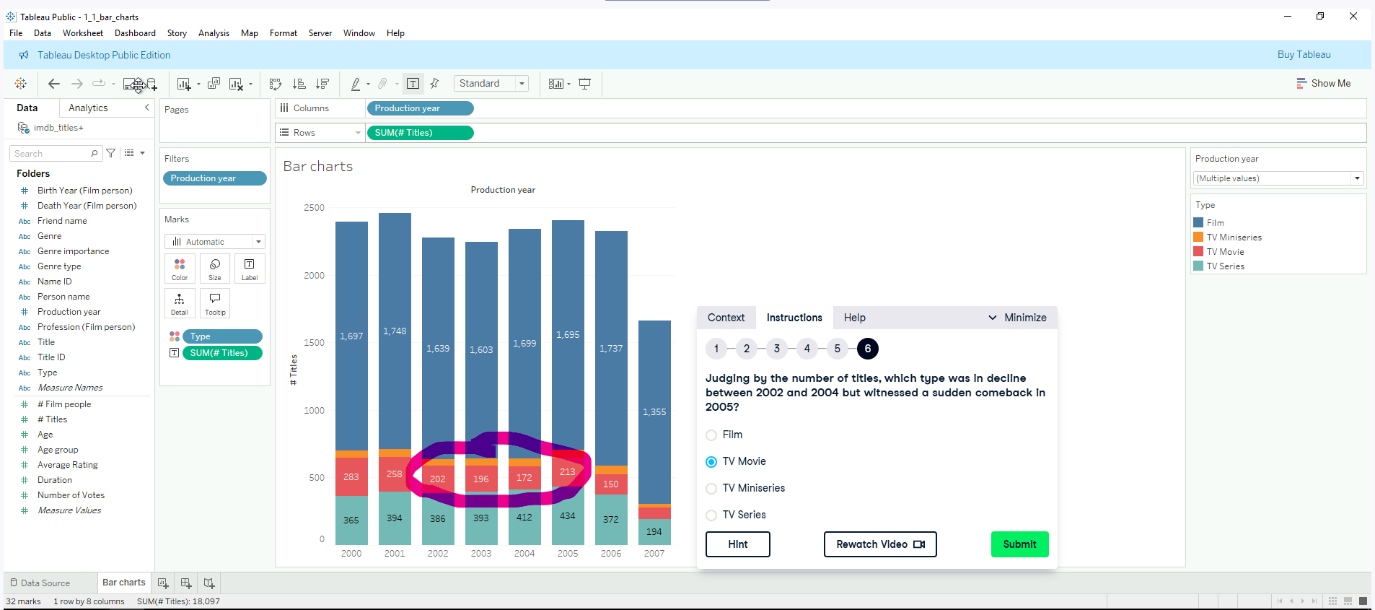 Tableau Public - 1_1_bar_charts
File Data Worksheet Dashboard Story Analysis Map Format Server Window Help
Tableau Desktop Public Edition Buy Tableau
Standard Show Me
Data Analytics
imdb_titles+
Search
Folders
# Birth Year (Film person)
# Death Year (Film person)
Abc Friend name
Abc Genre
Abc Genre importance
Abc Genre type
Abc Name ID
Abc Person name
# Production year
Abc Profession (Film person)
Abc Title
Abc Title ID
Abc Type
Abc Measure Names
# # Film people
# # Titles
# Age
# Age group
# Average Rating
# Duration
# Number of Votes
# Measure Values
Pages
Filters
Production year
Marks
Automatic
Color Size Label
Detail Tooltip
Type
SUM(# Titles)
Columns Production year
Rows SUM(# Titles)
Bar charts
Production year
# Titles
2500
2000
1500
1000
500
0
1,697 1,748 1,639 1,603 1,699 1,695 1,737 1,355
283 258 202 196 172 213 150
365 394 386 393 412 434 372 194
2000 2001 2002 2003 2004 2005 2006 2007
Production year
(Multiple values)
Type
Film
TV Miniseries
TV Movie
TV Series
Context Instructions Help Minimize
1 2 3 4 5 6
Judging by the number of titles, which type was in decline
between 2002 and 2004 but witnessed a sudden comeback in
2005?
Film
TV Movie
TV Miniseries
TV Series
Hint Rewatch Video Submit
Data Source Bar charts
32 marks 1 row by 8 columns SUM(# Titles): 18,097